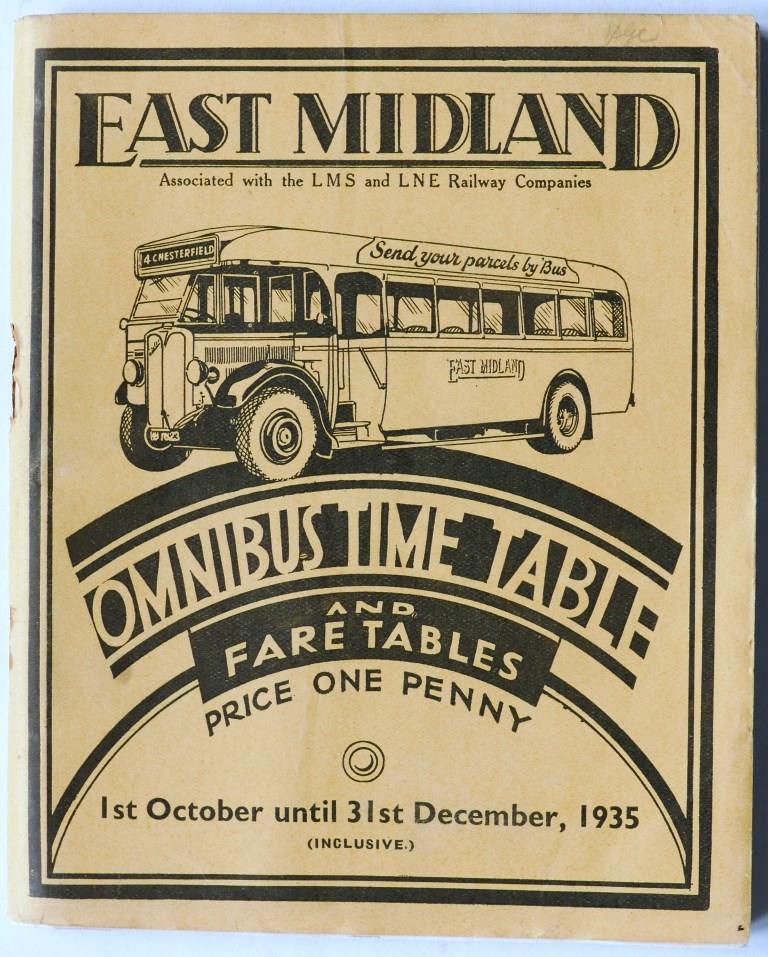 EAST MIDLAND
Associated with the LMS and LNE Railway Companies
4 CHESTERFIELD
Send your parcels by 'Bus
EAST MIDLAND
OMNIBUS TIME TABLE
AND
FARE TABLES
PRICE ONE PENNY
1st October until 31st December, 1935
(INCLUSIVE.)